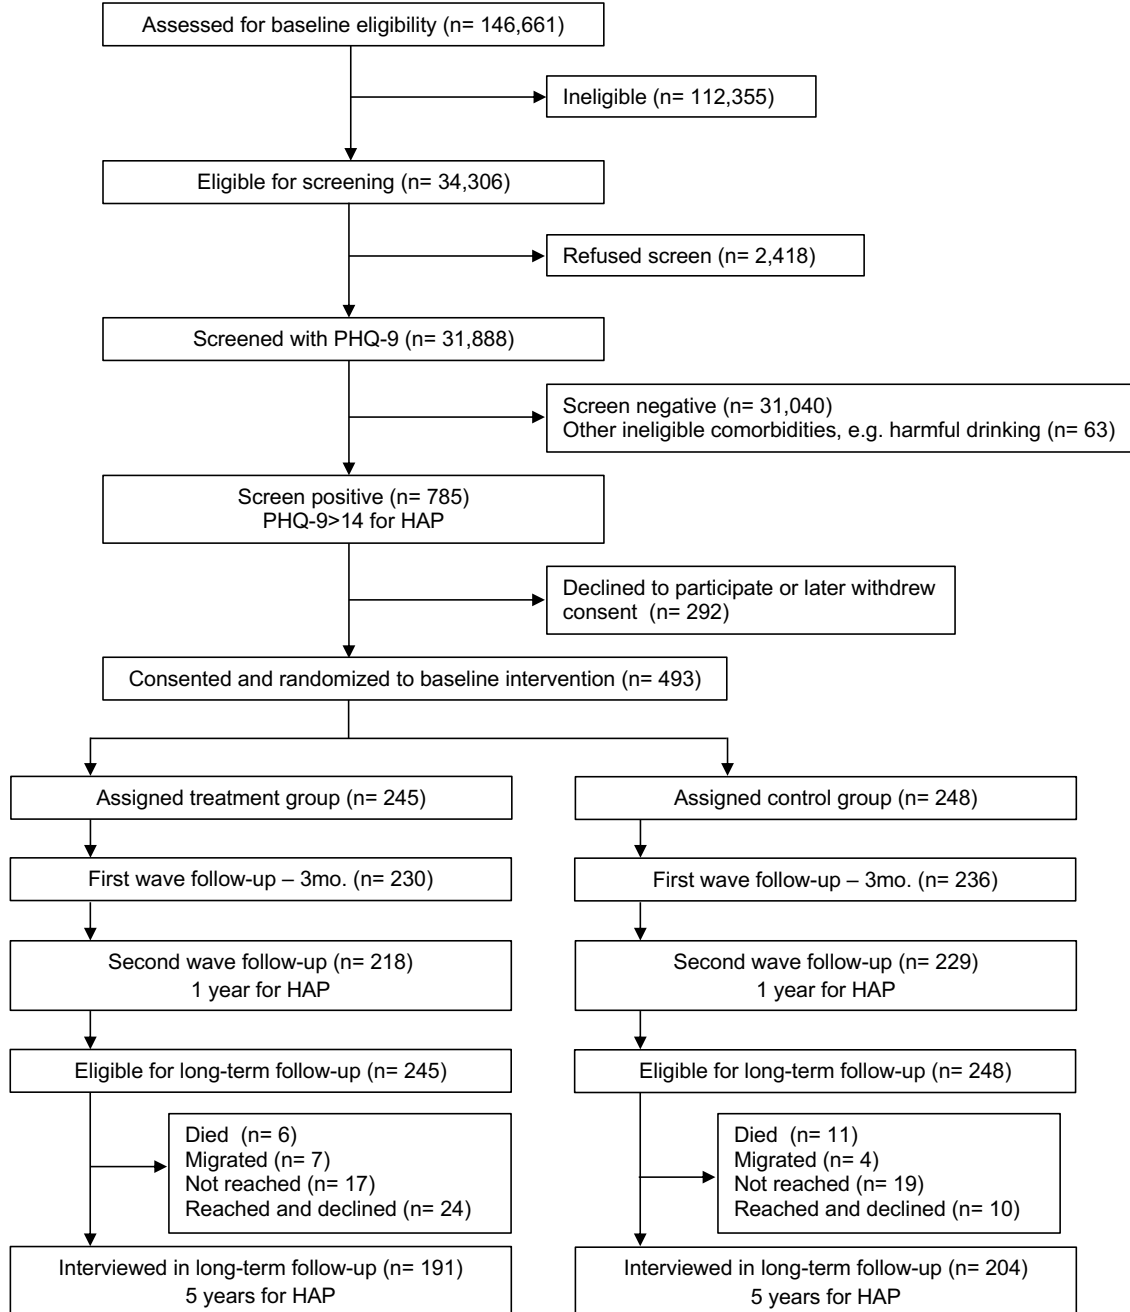 Assessed for baseline eligibility (n= 146,661)
Ineligible (n= 112,355)
Eligible for screening (n= 34,306)
Refused screen (n= 2,418)
Screened with PHQ-9 (n= 31,888)
Screen negative (n= 31,040)
Other ineligible comorbidities, e.g. harmful drinking (n= 63)
Screen positive (n= 785)
PHQ-9>14 for HAP
Declined to participate or later withdrew
consent (n= 292)
Consented and randomized to baseline intervention (n= 493)
Assigned treatment group (n= 245)
Assigned control group (n= 248)
First wave follow-up – 3mo. (n= 230)
First wave follow-up – 3mo. (n= 236)
Second wave follow-up (n= 218)
1 year for HAP
Second wave follow-up (n= 229)
1 year for HAP
Eligible for long-term follow-up (n= 245)
Eligible for long-term follow-up (n= 248)
Died (n= 6)
Migrated (n= 7)
Not reached (n= 17)
Reached and declined (n= 24)
Died (n= 11)
Migrated (n= 4)
Not reached (n= 19)
Reached and declined (n= 10)
Interviewed in long-term follow-up (n= 191)
5 years for HAP
Interviewed in long-term follow-up (n= 204)
5 years for HAP